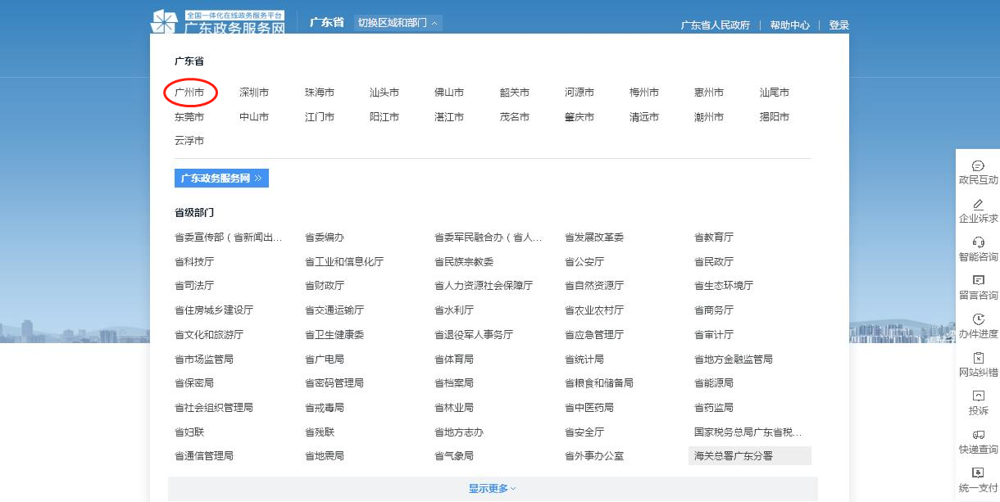 全国一体化在线政务服务平台
广东政务服务网
广东省 切换区域和部门
广东省人民政府 帮助中心 登录
广东省
广州市 深圳市 珠海市 汕头市 佛山市 韶关市 河源市 梅州市 惠州市 汕尾市
东莞市 中山市 江门市 阳江市 湛江市 茂名市 肇庆市 清远市 潮州市 揭阳市
云浮市
广东政务服务网
省级部门
省委宣传部（省新闻出... 省委编办 省委军民融合办（省人... 省发展改革委 省教育厅
省科技厅 省工业和信息化厅 省民族宗教委 省公安厅 省民政厅
省司法厅 省财政厅 省人力资源社会保障厅 省自然资源厅 省生态环境厅
省住房城乡建设厅 省交通运输厅 省水利厅 省农业农村厅 省商务厅
省文化和旅游厅 省卫生健康委 省退役军人事务厅 省应急管理厅 省审计厅
省市场监管局 省广电局 省体育局 省统计局 省地方金融监管局
省保密局 省密码管理局 省档案局 省粮食和储备局 省能源局
省社会组织管理局 省戒毒局 省林业局 省中医药局 省药监局
省妇联 省残联 省地方志办 省安全厅 国家税务总局广东省税...
省通信管理局 省地震局 省气象局 省外事办公室 海关总署广东分署
显示更多
政民互动
企业诉求
智能咨询
留言咨询
办件进度
网站纠错
投诉
快递查询
统一支付